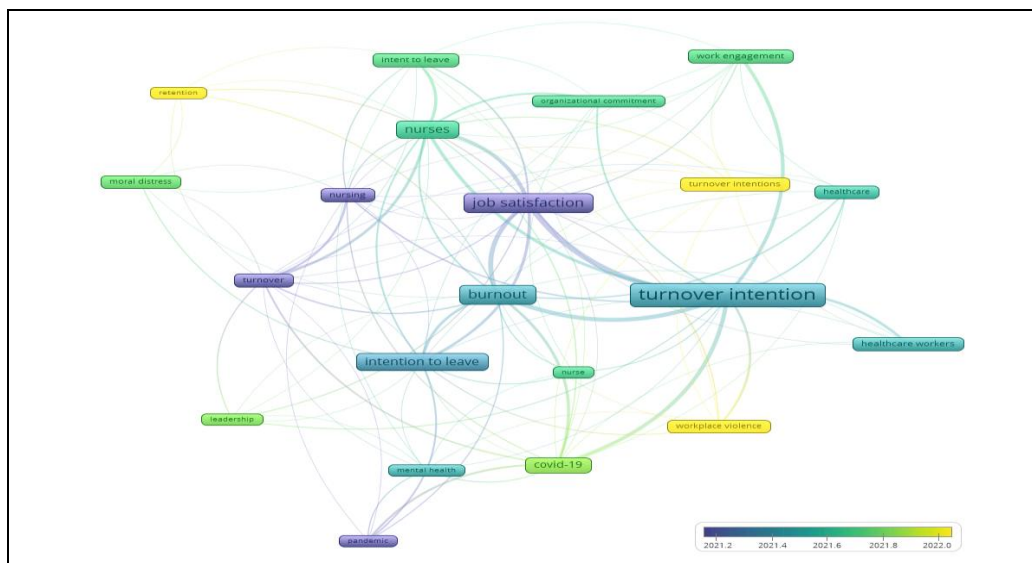 intent to leave
work engagement
retention
organizational commitment
nurses
moral distress
nursing
turnover intentions
healthcare
job satisfaction
turnover
burnout
turnover intention
healthcare workers
intention to leave
nurse
leadership
workplace violence
mental health
covid-19
pandemic
2021.2 2021.4 2021.6 2021.8 2022.0